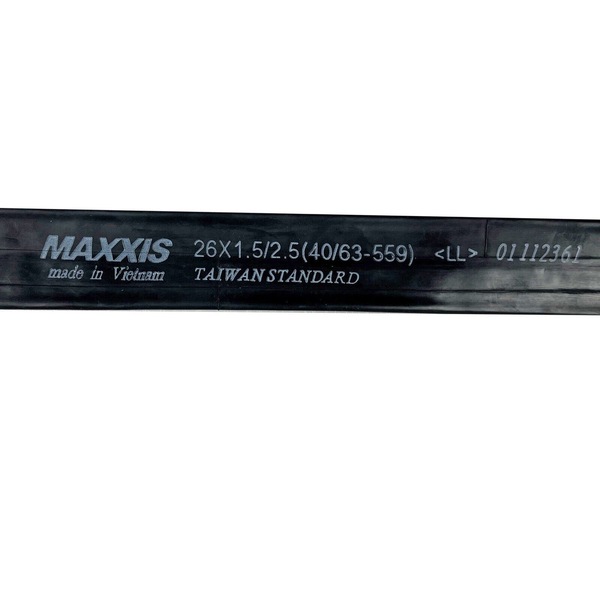 MAXXIS 26X1.5/2.5(40/63-559) <LL> 01112361
made in Vietnam TAIWAN STANDARD